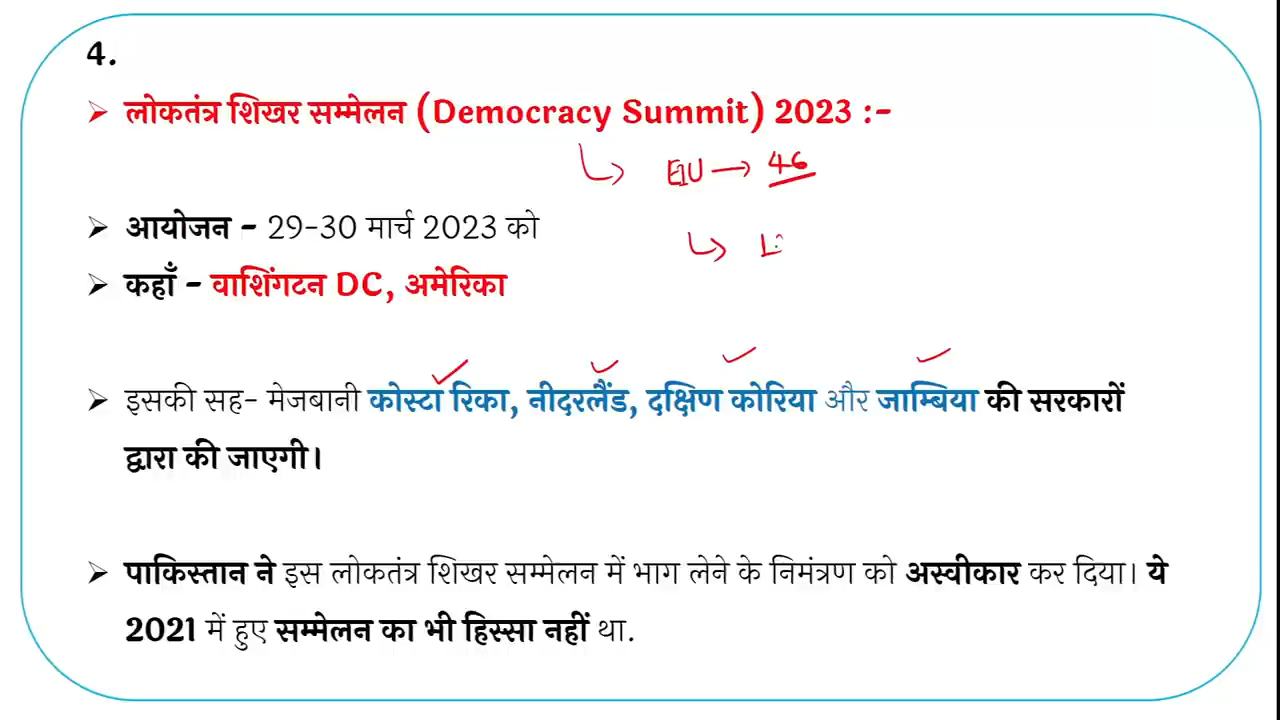 4.
➤ लोकतंत्र शिखर सम्मेलन (Democracy Summit) 2023 :-
EIU → 46
➤ आयोजन - 29-30 मार्च 2023 को
➤ कहाँ - वाशिंगटन DC, अमेरिका
➤ इसकी सह- मेजबानी कोस्टा रिका, नीदरलैंड, दक्षिण कोरिया और जाम्बिया की सरकारों
द्वारा की जाएगी।
➤ पाकिस्तान ने इस लोकतंत्र शिखर सम्मेलन में भाग लेने के निमंत्रण को अस्वीकार कर दिया। ये
2021 में हुए सम्मेलन का भी हिस्सा नहीं था.